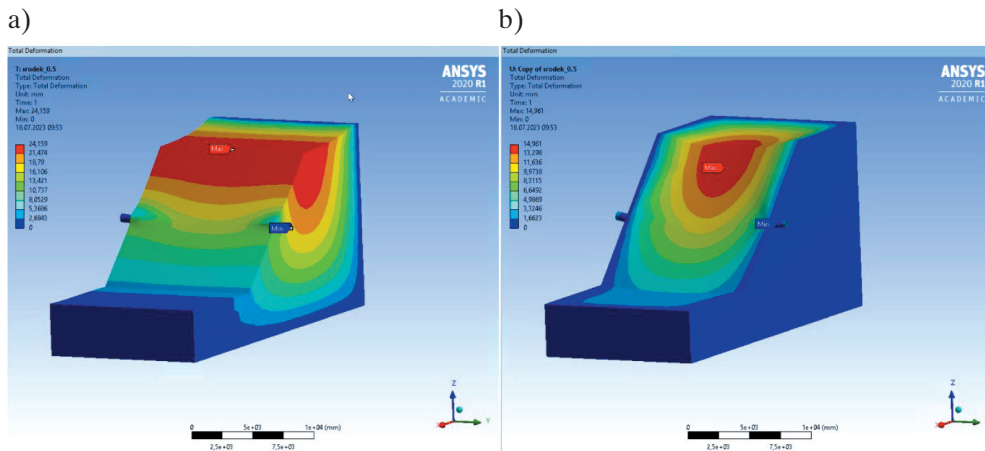 a)
b)
Total Deformation
T: srodek_0.5
Total Deformation
Type: Total Deformation
Unit: mm
Time: 1
Max: 24,159
Min: 0
18.07.2023 09:53
24,159
21,474
18,79
16,106
13,421
10,737
8,0529
5,3686
2,6843
0
ANSYS
2020 R1
ACADEMIC
Max
Min
Z
X
Y
0
5e+03
1e+04 (mm)
2,5e+03
7,5e+03
Total Deformation
U: Copy of srodek_0.5
Total Deformation
Type: Total Deformation
Unit: mm
Time: 1
Max: 14,961
Min: 0
18.07.2023 09:53
14,961
13,298
11,636
9,9738
8,3115
6,6492
4,9869
3,3246
1,6623
0
ANSYS
2020 R1
ACADEMIC
Max
Min
Z
X
Y
0
5e+03
1e+04 (mm)
2,5e+03
7,5e+03